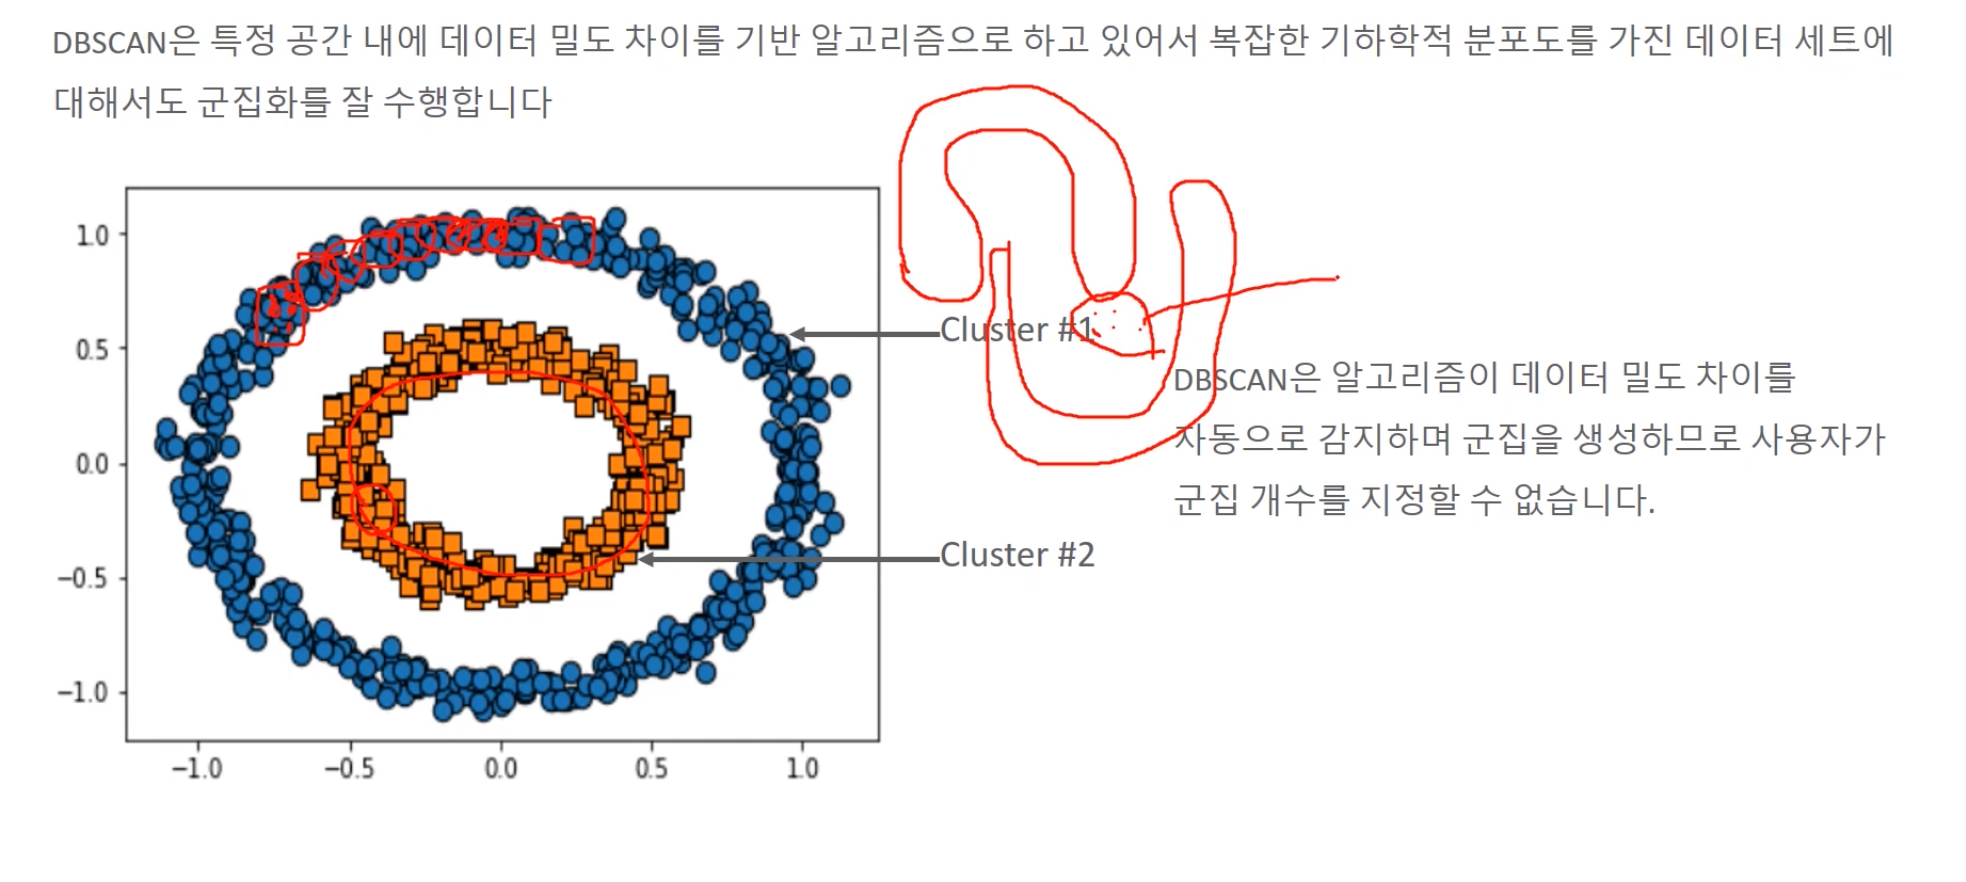 DBSCAN은 특정 공간 내에 데이터 밀도 차이를 기반 알고리즘으로 하고 있어서 복잡한 기하학적 분포도를 가진 데이터 세트에
대해서도 군집화를 잘 수행합니다
1.0
0.5
0.0
−0.5
−1.0
−1.0 −0.5 0.0 0.5 1.0
Cluster #1
Cluster #2
DBSCAN은 알고리즘이 데이터 밀도 차이를
자동으로 감지하며 군집을 생성하므로 사용자가
군집 개수를 지정할 수 없습니다.